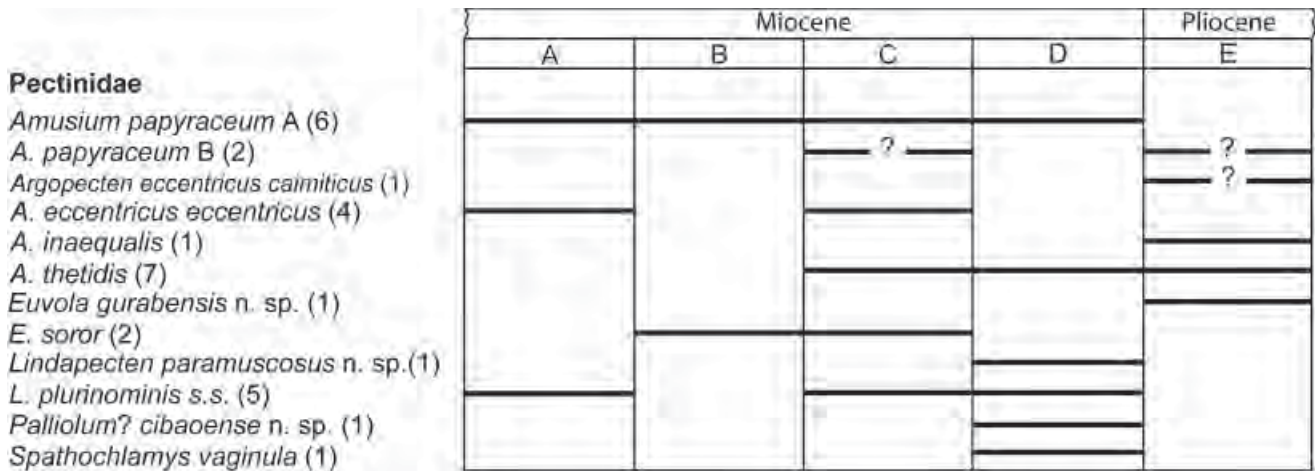 Miocene Pliocene
A B C D E
Pectinidae
Amusium papyraceum A (6)
A. papyraceum B (2) ? ?
Argopecten eccentricus caimiticus (1) ?
A. eccentricus eccentricus (4)
A. inaequalis (1)
A. thetidis (7)
Euvola gurabensis n. sp. (1)
E. soror (2)
Lindapecten paramuscosus n. sp.(1)
L. plurinominis s.s. (5)
Palliolum? cibaoense n. sp. (1)
Spathochlamys vaginula (1)